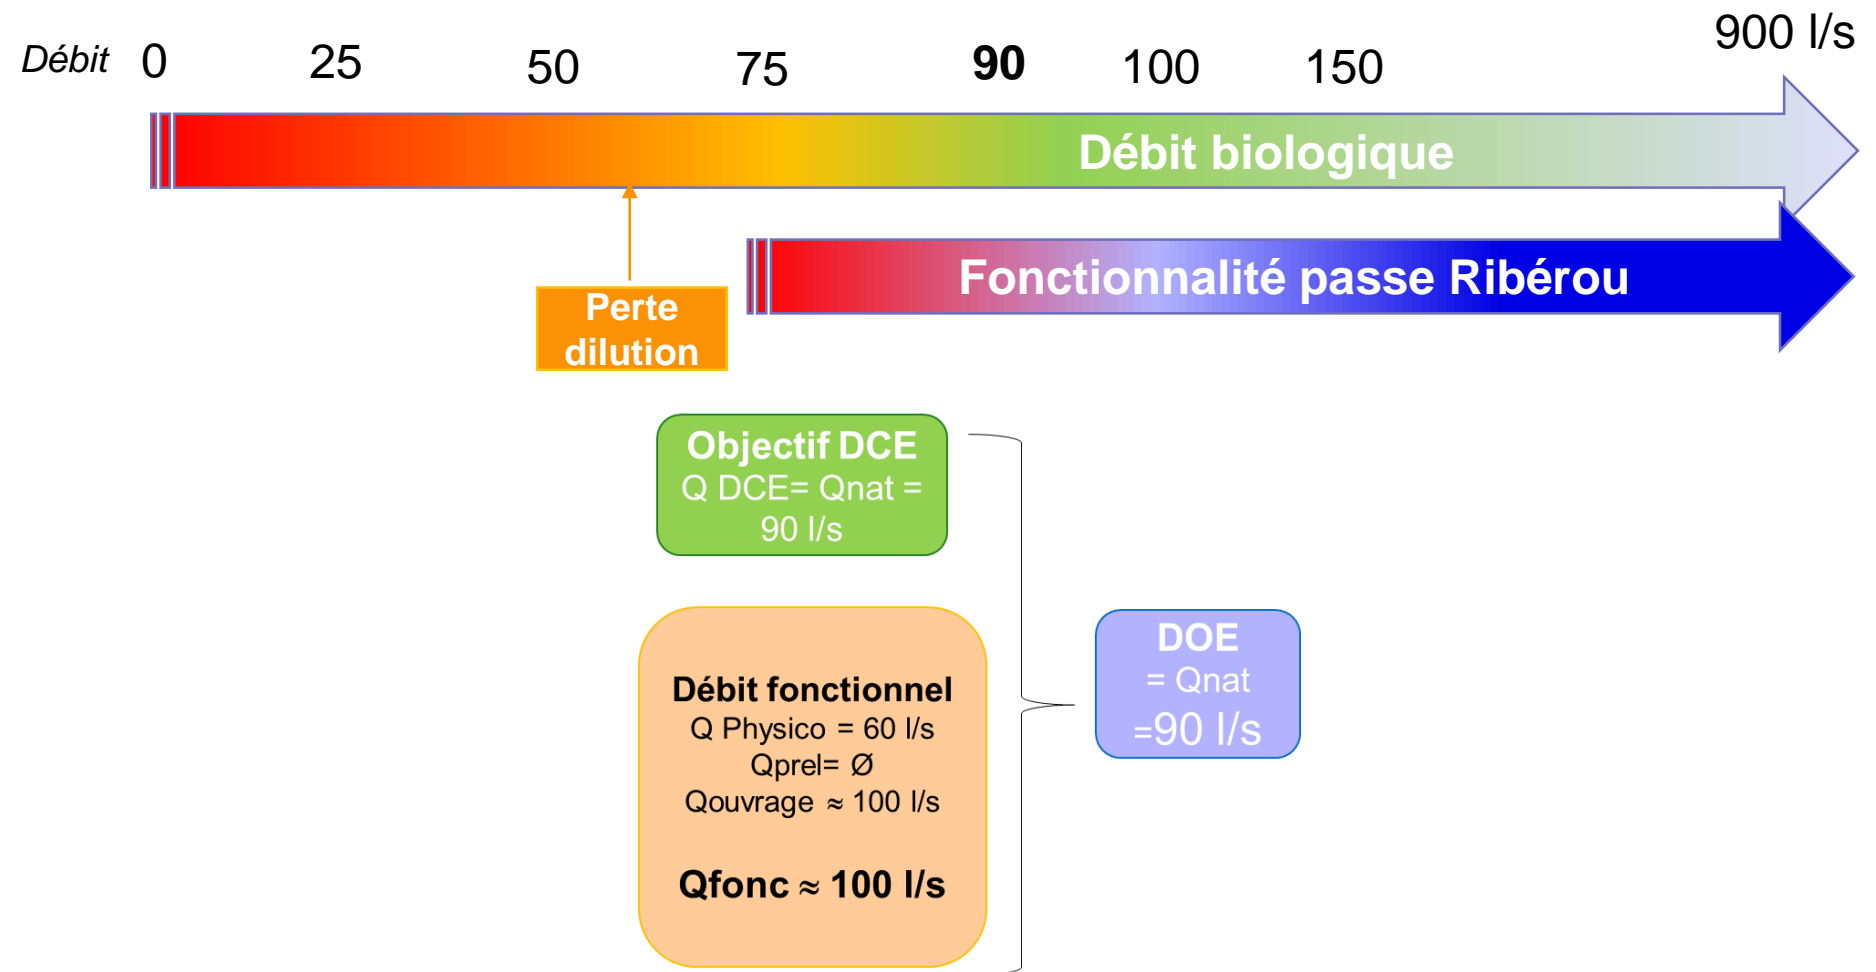 Débit 0 25 50 75 90 100 150 900 l/s
Débit biologique
Fonctionnalité passe Ribérou
Perte
dilution
Objectif DCE
Q DCE= Qnat =
90 l/s
Débit fonctionnel
Q Physico = 60 l/s
Qprel= Ø
Qouvrage ≈ 100 l/s
Qfonc ≈ 100 l/s
DOE
= Qnat
=90 l/s